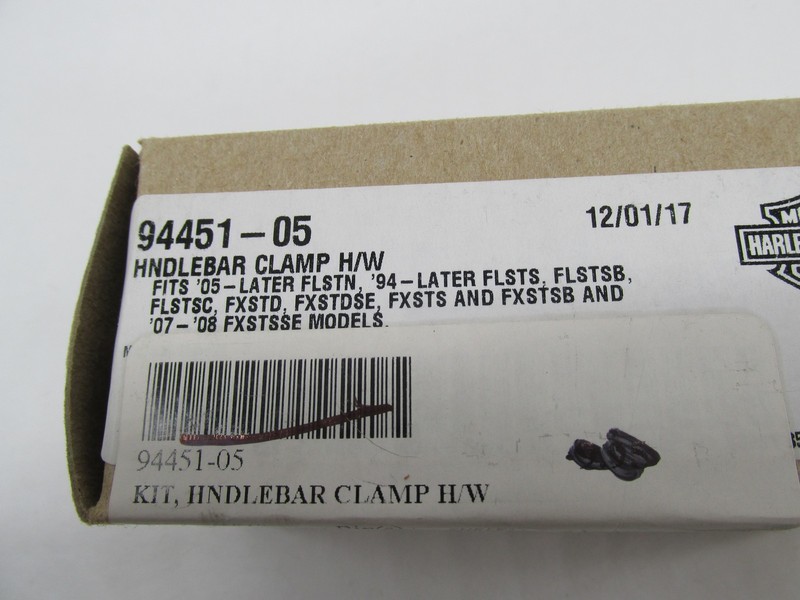 94451-05
12/01/17
HNDLEBAR CLAMP H/W
FITS '05-LATER FLSTN, '94-LATER FLSTS, FLSTSB,
FLSTSC, FXSTD, FXSTDSE, FXSTS AND FXSTSB AND
'07-'08 FXSTSSE MODELS.
94451-05
KIT, HNDLEBAR CLAMP H/W